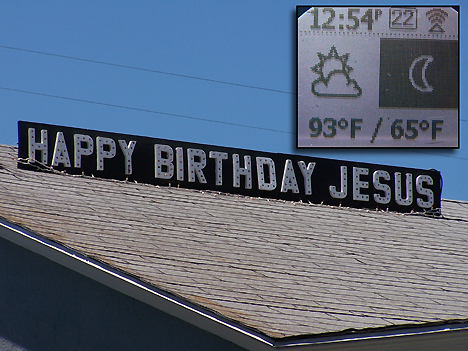 12:54P 22
93°F / 65°F
HAPPY BIRTHDAY JESUS